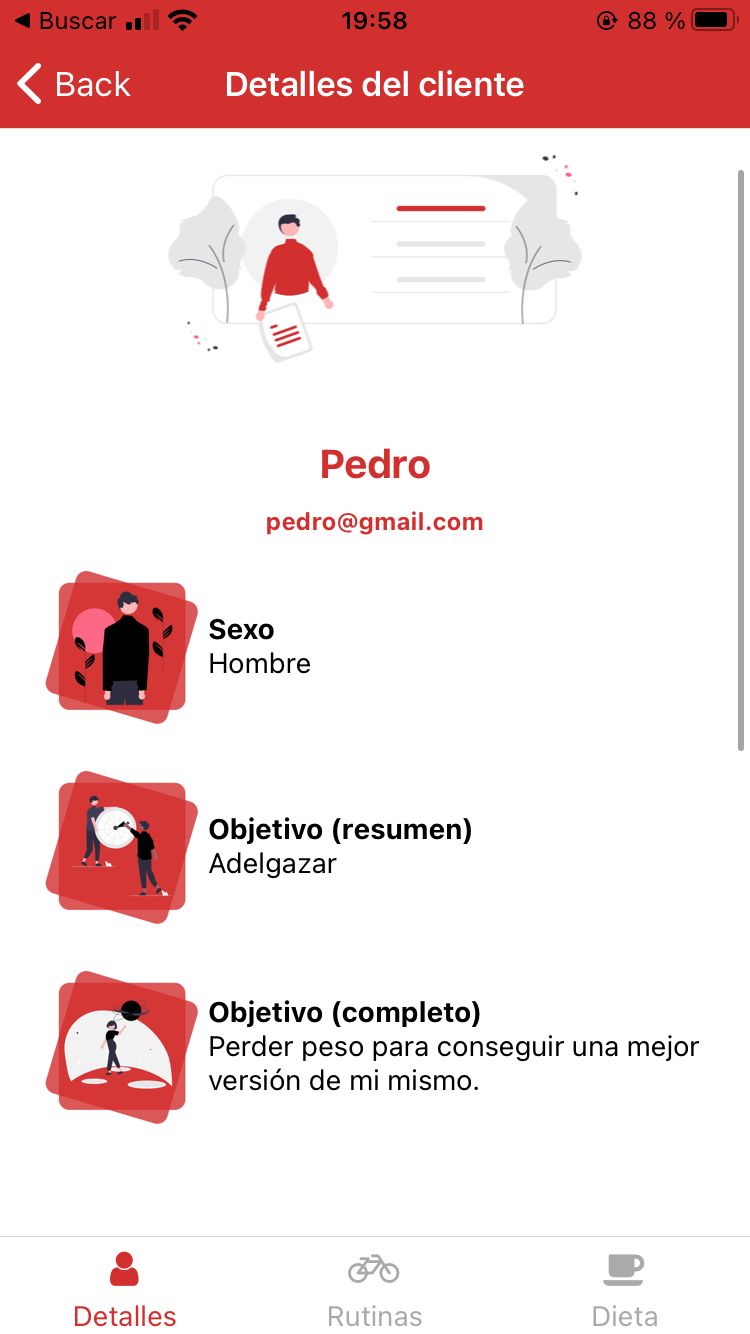 Buscar 19:58 88 %
Back Detalles del cliente
Pedro
pedro@gmail.com
Sexo
Hombre
Objetivo (resumen)
Adelgazar
Objetivo (completo)
Perder peso para conseguir una mejor
versión de mi mismo.
Detalles Rutinas Dieta